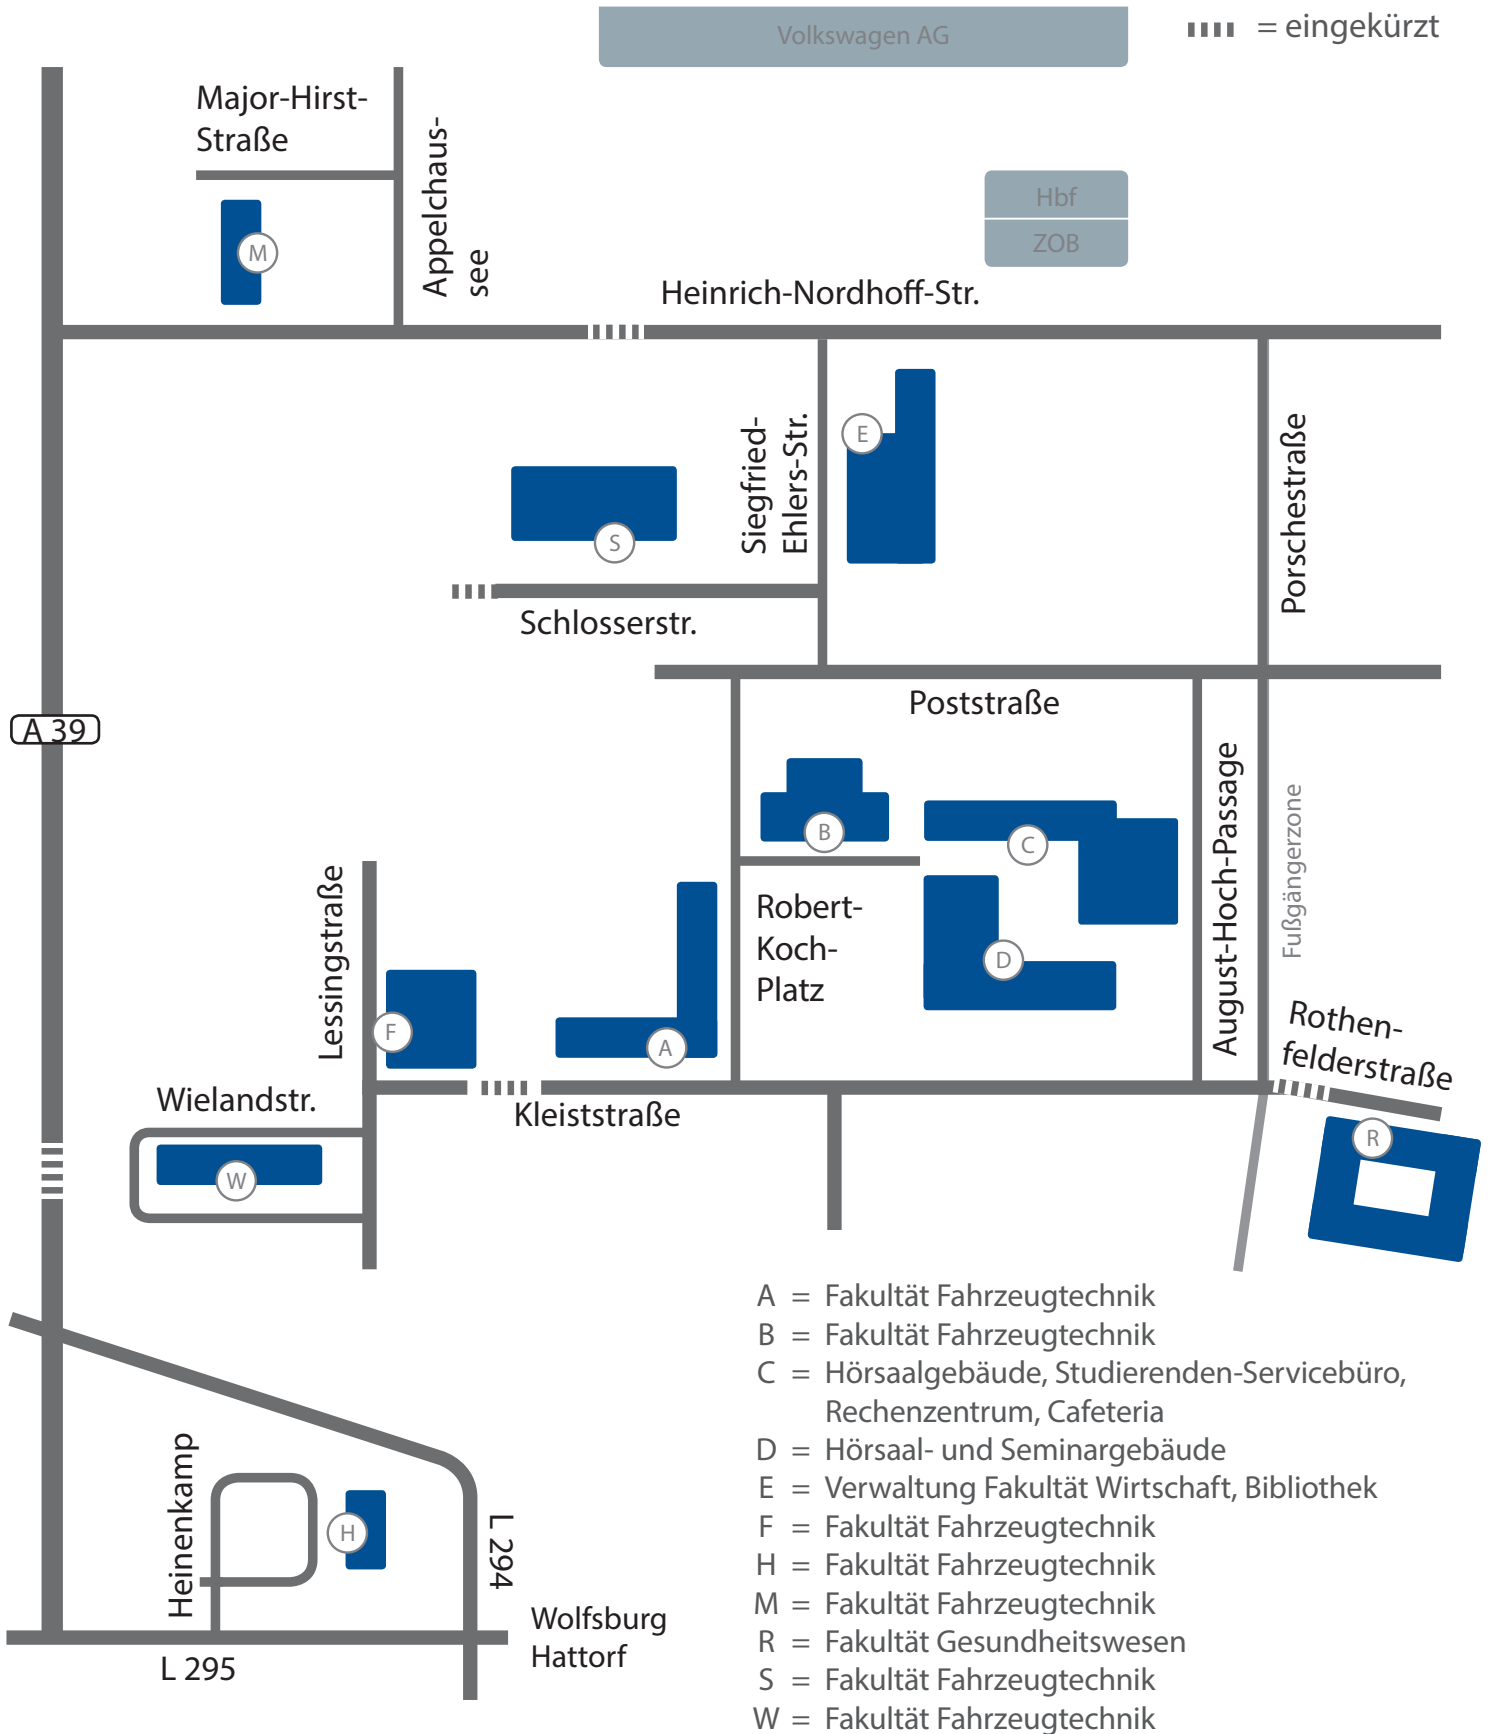 Volkswagen AG
= eingekürzt
Major-Hirst-
Straße
Appelchaus-
see
M
Hbf
ZOB
Heinrich-Nordhoff-Str.
Siegfried-
Ehlers-Str.
E
Porschestraße
S
Schlosserstr.
A 39
Poststraße
B
C
August-Hoch-Passage
Fußgängerzone
Lessingstraße
Robert-
Koch-
Platz
D
F
A
Rothen-
felderstraße
Wielandstr.
Kleiststraße
R
W
Heinenkamp
H
L 294
Wolfsburg
Hattorf
L 295
A = Fakultät Fahrzeugtechnik
B = Fakultät Fahrzeugtechnik
C = Hörsaalgebäude, Studierenden-Servicebüro,
Rechenzentrum, Cafeteria
D = Hörsaal- und Seminargebäude
E = Verwaltung Fakultät Wirtschaft, Bibliothek
F = Fakultät Fahrzeugtechnik
H = Fakultät Fahrzeugtechnik
M = Fakultät Fahrzeugtechnik
R = Fakultät Gesundheitswesen
S = Fakultät Fahrzeugtechnik
W = Fakultät Fahrzeugtechnik